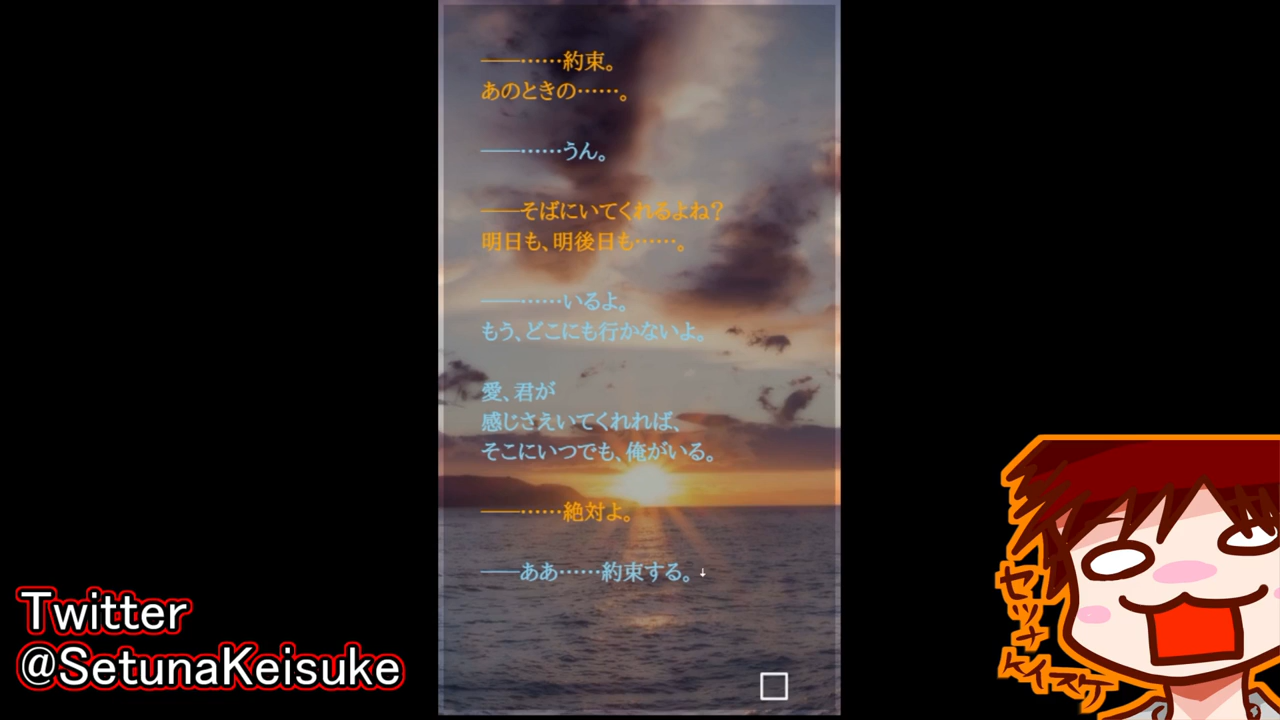 ――……約束。
あのときの……。
――……うん。
――そばにいてくれるよね?
明日も、明後日も……。
――……いるよ。
もう、どこにも行かないよ。
愛、君が
感じさえいてくれれば、
そこにいつでも、俺がいる。
――……絶対よ。
――ああ……約束する。↓
Twitter
@SetunaKeisuke
セツナ
ケイスケ